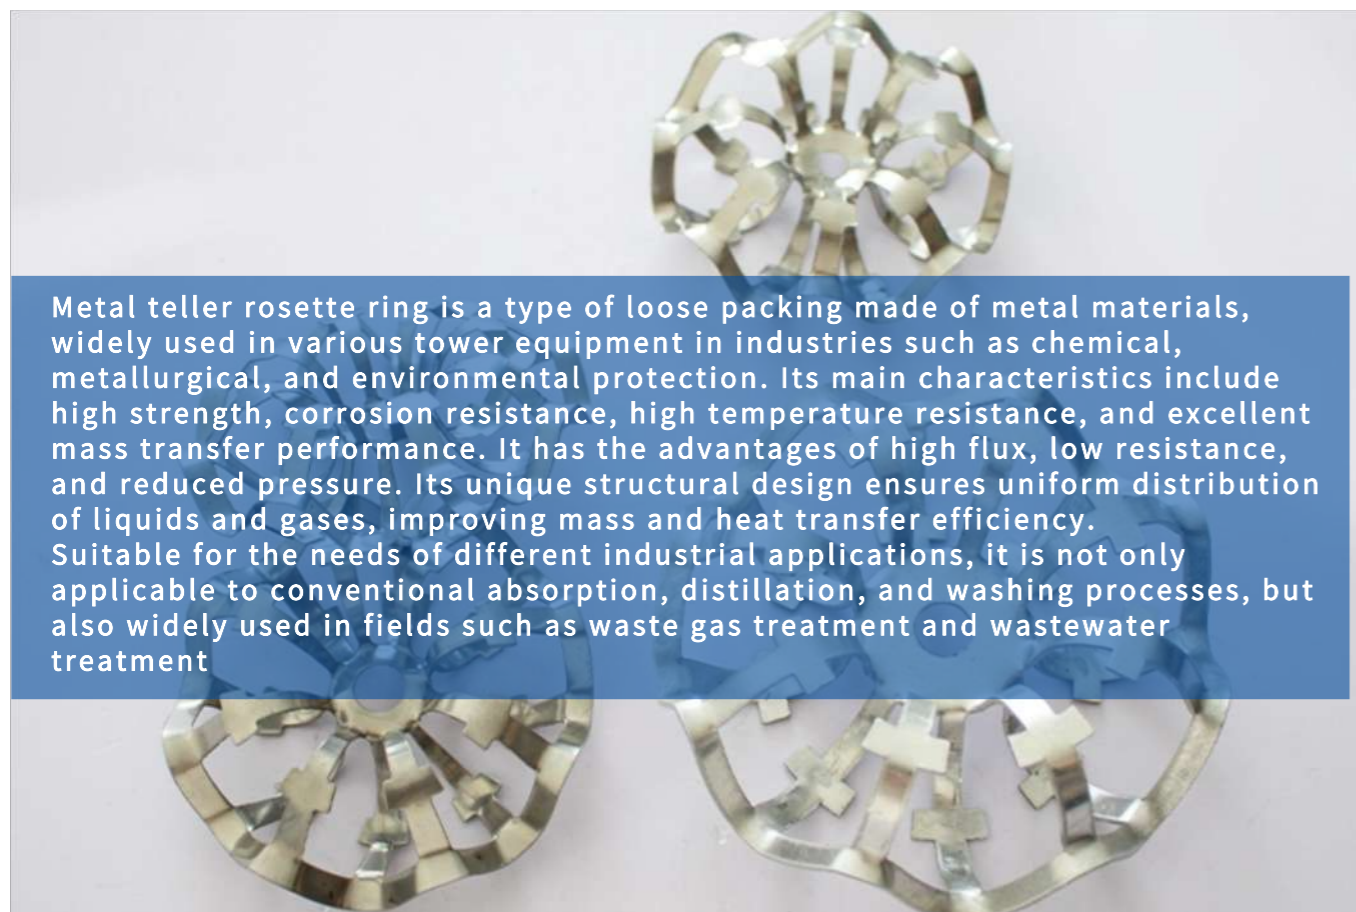 Metal teller rosette ring is a type of loose packing made of metal materials,
widely used in various tower equipment in industries such as chemical,
metallurgical, and environmental protection. Its main characteristics include
high strength, corrosion resistance, high temperature resistance, and excellent
mass transfer performance. It has the advantages of high flux, low resistance,
and reduced pressure. Its unique structural design ensures uniform distribution
of liquids and gases, improving mass and heat transfer efficiency.
Suitable for the needs of different industrial applications, it is not only
applicable to conventional absorption, distillation, and washing processes, but
also widely used in fields such as waste gas treatment and wastewater
treatment